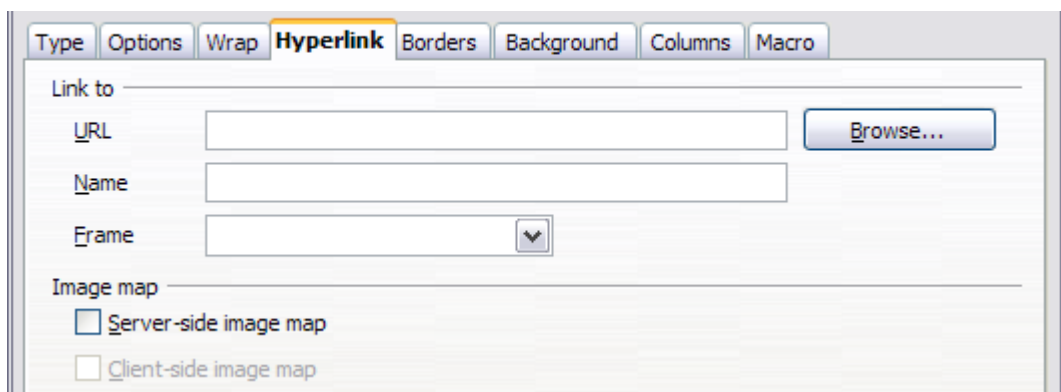 Type Options Wrap Hyperlink Borders Background Columns Macro
Link to
URL Browse...
Name
Frame
Image map
Server-side image map
Client-side image map